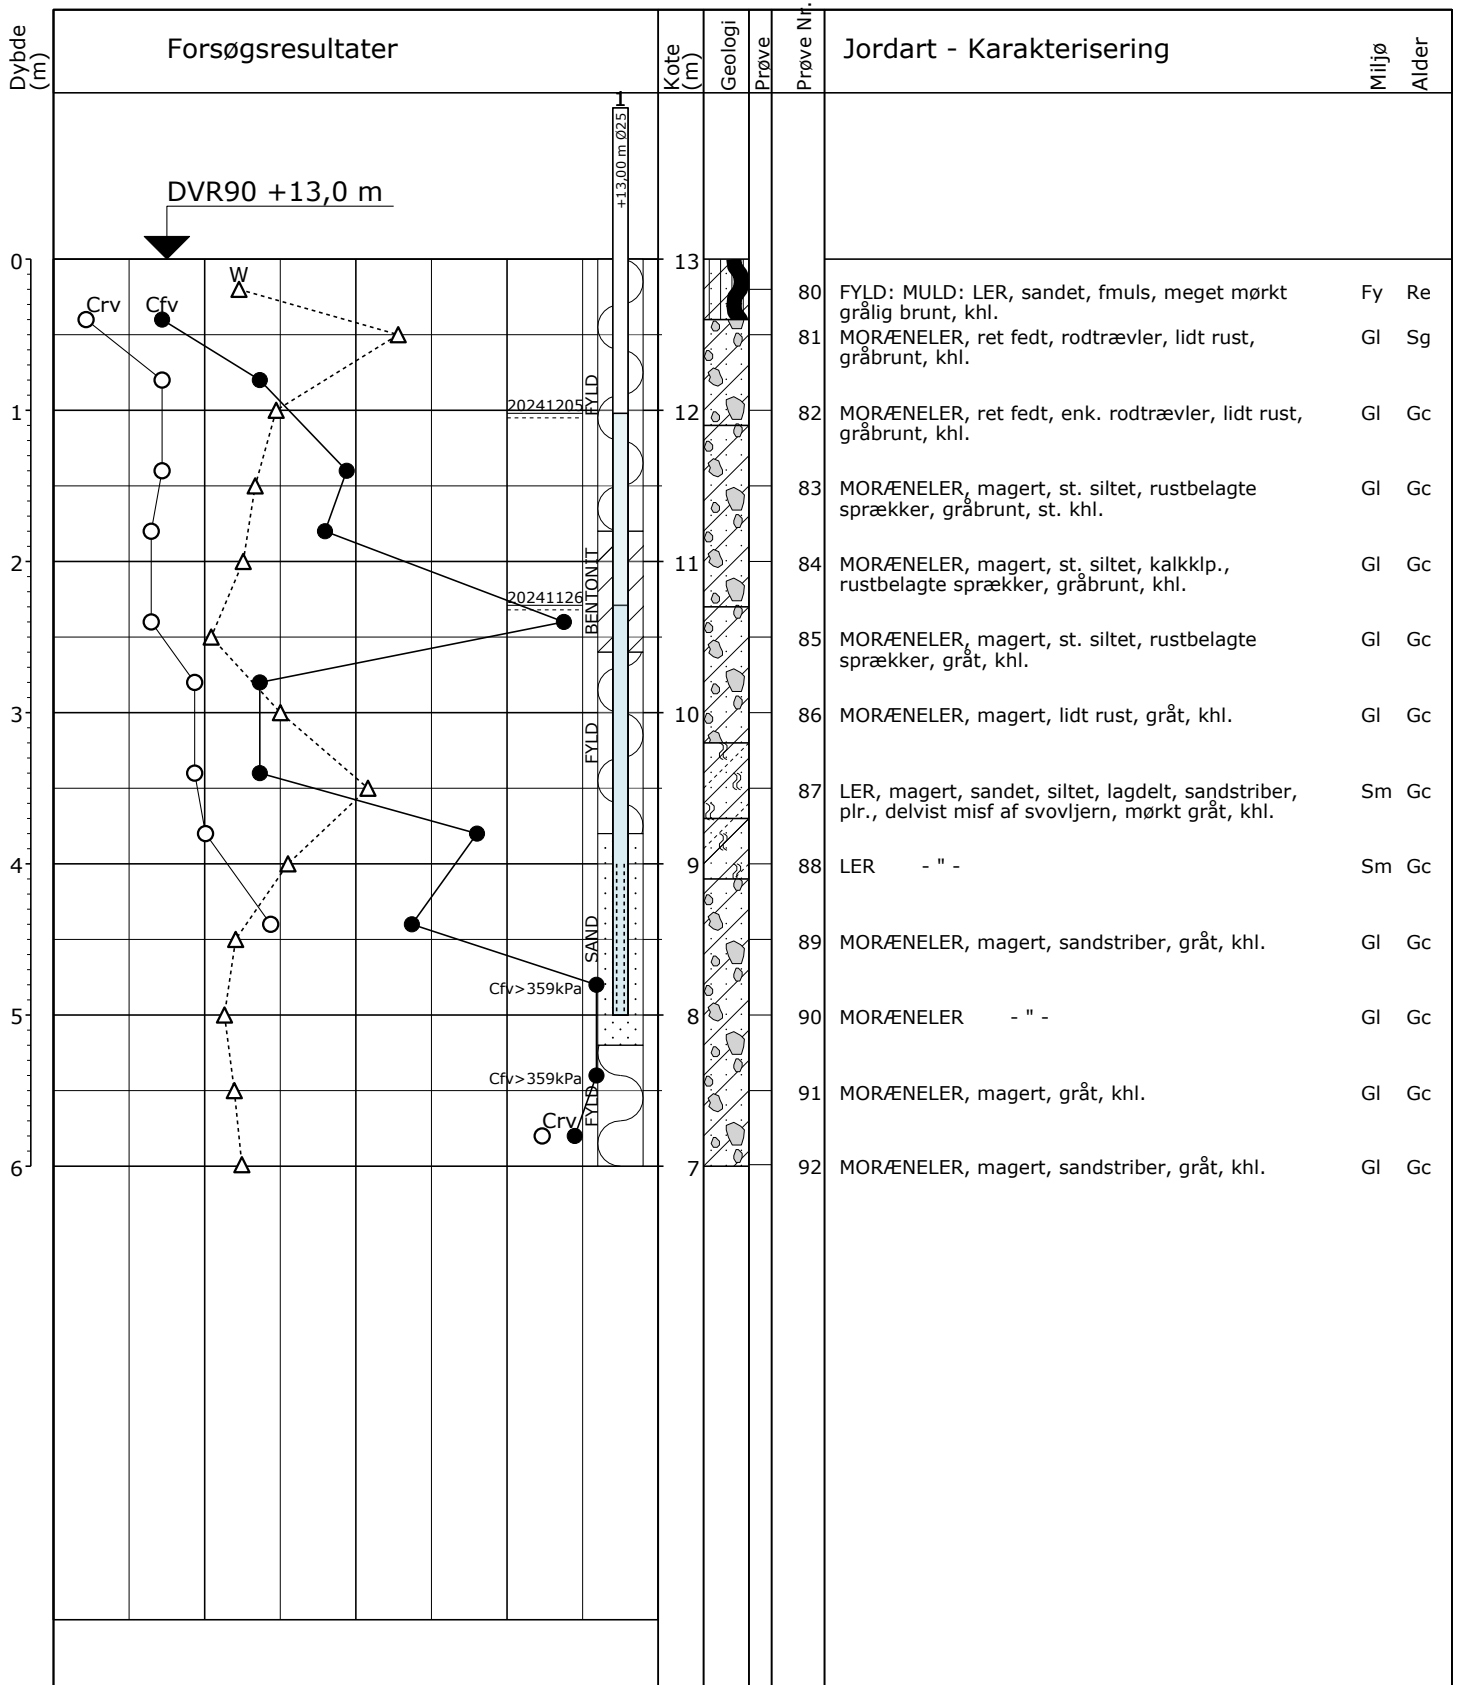 Dybde (m)
Forsøgsresultater
Kote (m)
Geologi
Prøve
Prøve Nr.
Jordart - Karakterisering
Miljø
Alder
1
+13,00 m Ø25
DVR90 +13,0 m
0
1
2
3
4
5
6
W
Crv
Cfv
20241205
20241126
Cfv>359kPa
Cfv>359kPa
Crv
FYLD
BENTONIT
FYLD
SAND
FYLD
13
12
11
10
9
8
7
80 FYLD: MULD: LER, sandet, fmuls, meget mørkt Fy Re
grålig brunt, khl.
81 MORÆNELER, ret fedt, rodtrævler, lidt rust, Gl Sg
gråbrunt, khl.
82 MORÆNELER, ret fedt, enk. rodtrævler, lidt rust, Gl Gc
gråbrunt, khl.
83 MORÆNELER, magert, st. siltet, rustbelagte Gl Gc
sprækker, gråbrunt, st. khl.
84 MORÆNELER, magert, st. siltet, kalkklp., Gl Gc
rustbelagte sprækker, gråbrunt, khl.
85 MORÆNELER, magert, st. siltet, rustbelagte Gl Gc
sprækker, gråt, khl.
86 MORÆNELER, magert, lidt rust, gråt, khl. Gl Gc
87 LER, magert, sandet, siltet, lagdelt, sandstriber, Sm Gc
plr., delvist misf af svovljern, mørkt gråt, khl.
88 LER - " - Sm Gc
89 MORÆNELER, magert, sandstriber, gråt, khl. Gl Gc
90 MORÆNELER - " - Gl Gc
91 MORÆNELER, magert, gråt, khl. Gl Gc
92 MORÆNELER, magert, sandstriber, gråt, khl. Gl Gc